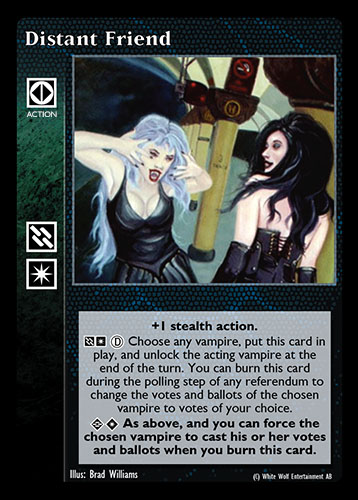 Distant Friend
ACTION
+1 stealth action.
Ⓓ Choose any vampire, put this card in
play, and unlock the acting vampire at the
end of the turn. You can burn this card
during the polling step of any referendum to
change the votes and ballots of the chosen
vampire to votes of your choice.
As above, and you can force the
chosen vampire to cast his or her votes
and ballots when you burn this card.
Illus: Brad Williams
(C) White Wolf Entertainment AB